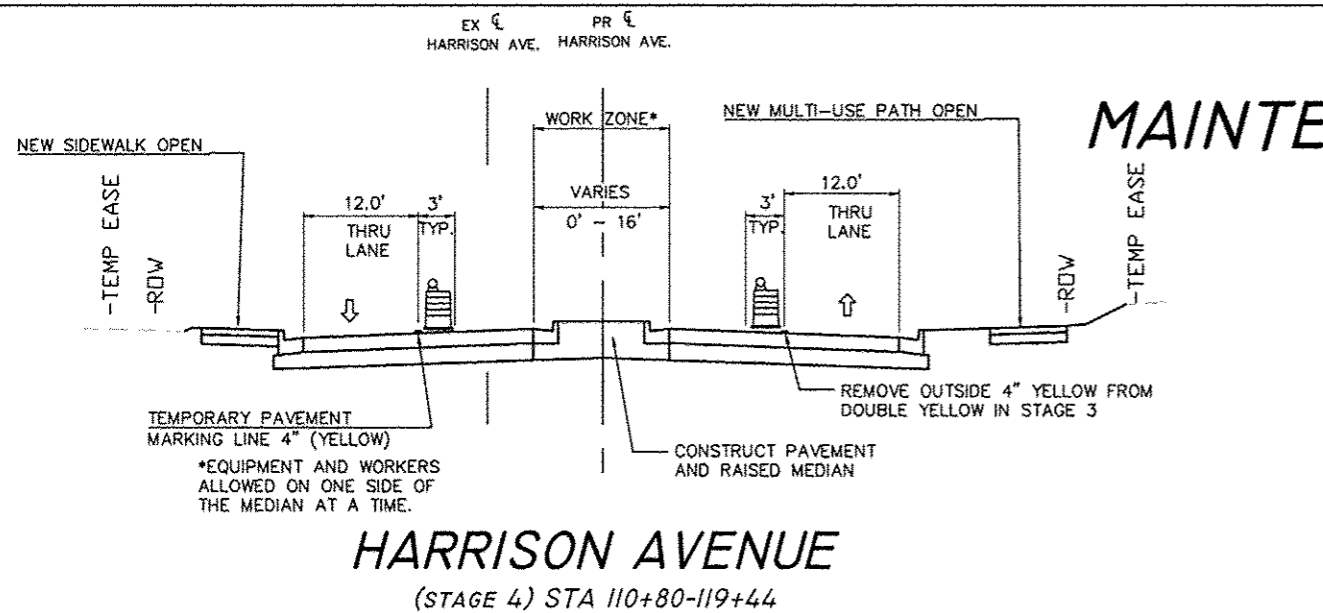 EX ℄
HARRISON AVE.
PR ℄
HARRISON AVE.
MAINTE
NEW SIDEWALK OPEN
WORK ZONE*
NEW MULTI-USE PATH OPEN
-TEMP EASE
-ROW
12.0'
THRU
LANE
3'
TYP.
VARIES
0' - 16'
3'
TYP.
12.0'
THRU
LANE
-ROW
-TEMP EASE
TEMPORARY PAVEMENT
MARKING LINE 4" (YELLOW)
*EQUIPMENT AND WORKERS
ALLOWED ON ONE SIDE OF
THE MEDIAN AT A TIME.
REMOVE OUTSIDE 4" YELLOW FROM
DOUBLE YELLOW IN STAGE 3
CONSTRUCT PAVEMENT
AND RAISED MEDIAN
HARRISON AVENUE
(STAGE 4) STA 110+80-119+44